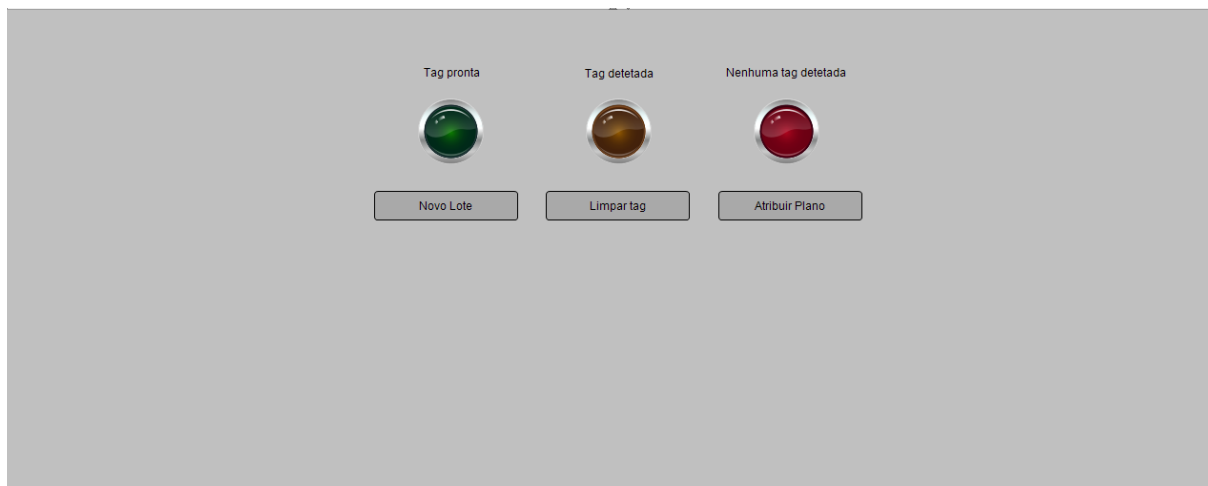 Tag pronta
Tag detetada
Nenhuma tag detetada
Novo Lote
Limpar tag
Atribuir Plano